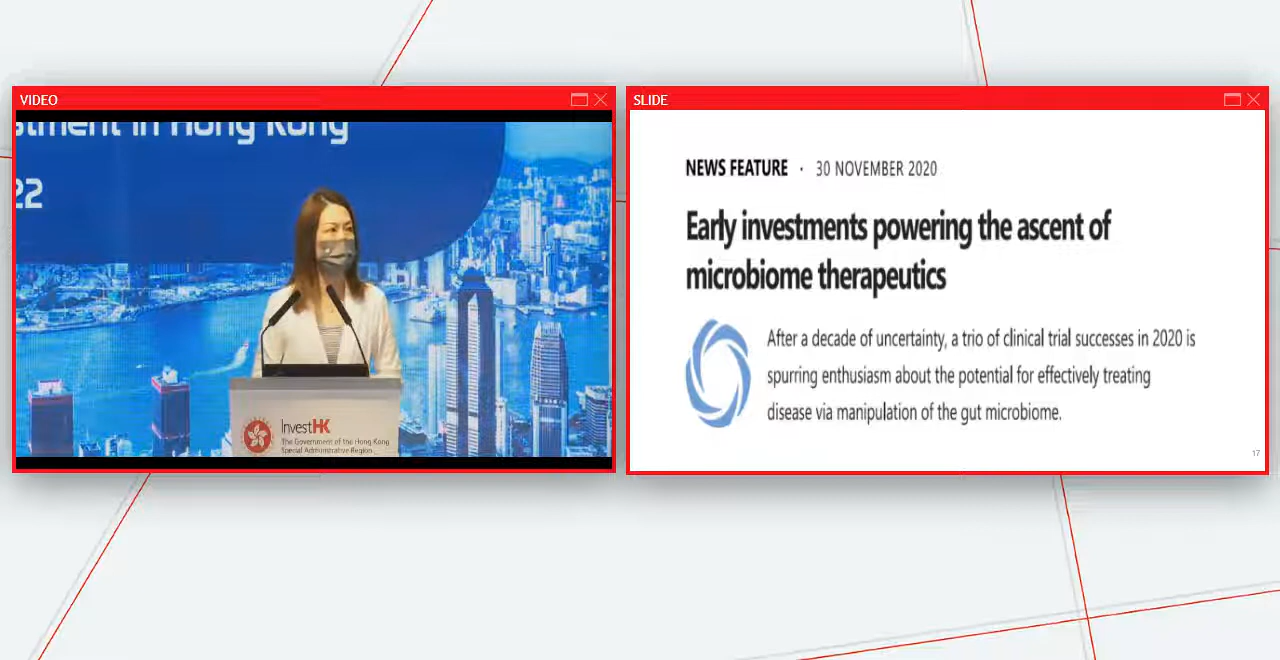 VIDEO
stment in Hong Kong
22
InvestHK
The Government of the Hong Kong
Special Administrative Region
SLIDE
NEWS FEATURE · 30 NOVEMBER 2020
Early investments powering the ascent of
microbiome therapeutics
After a decade of uncertainty, a trio of clinical trial successes in 2020 is
spurring enthusiasm about the potential for effectively treating
disease via manipulation of the gut microbiome.
17